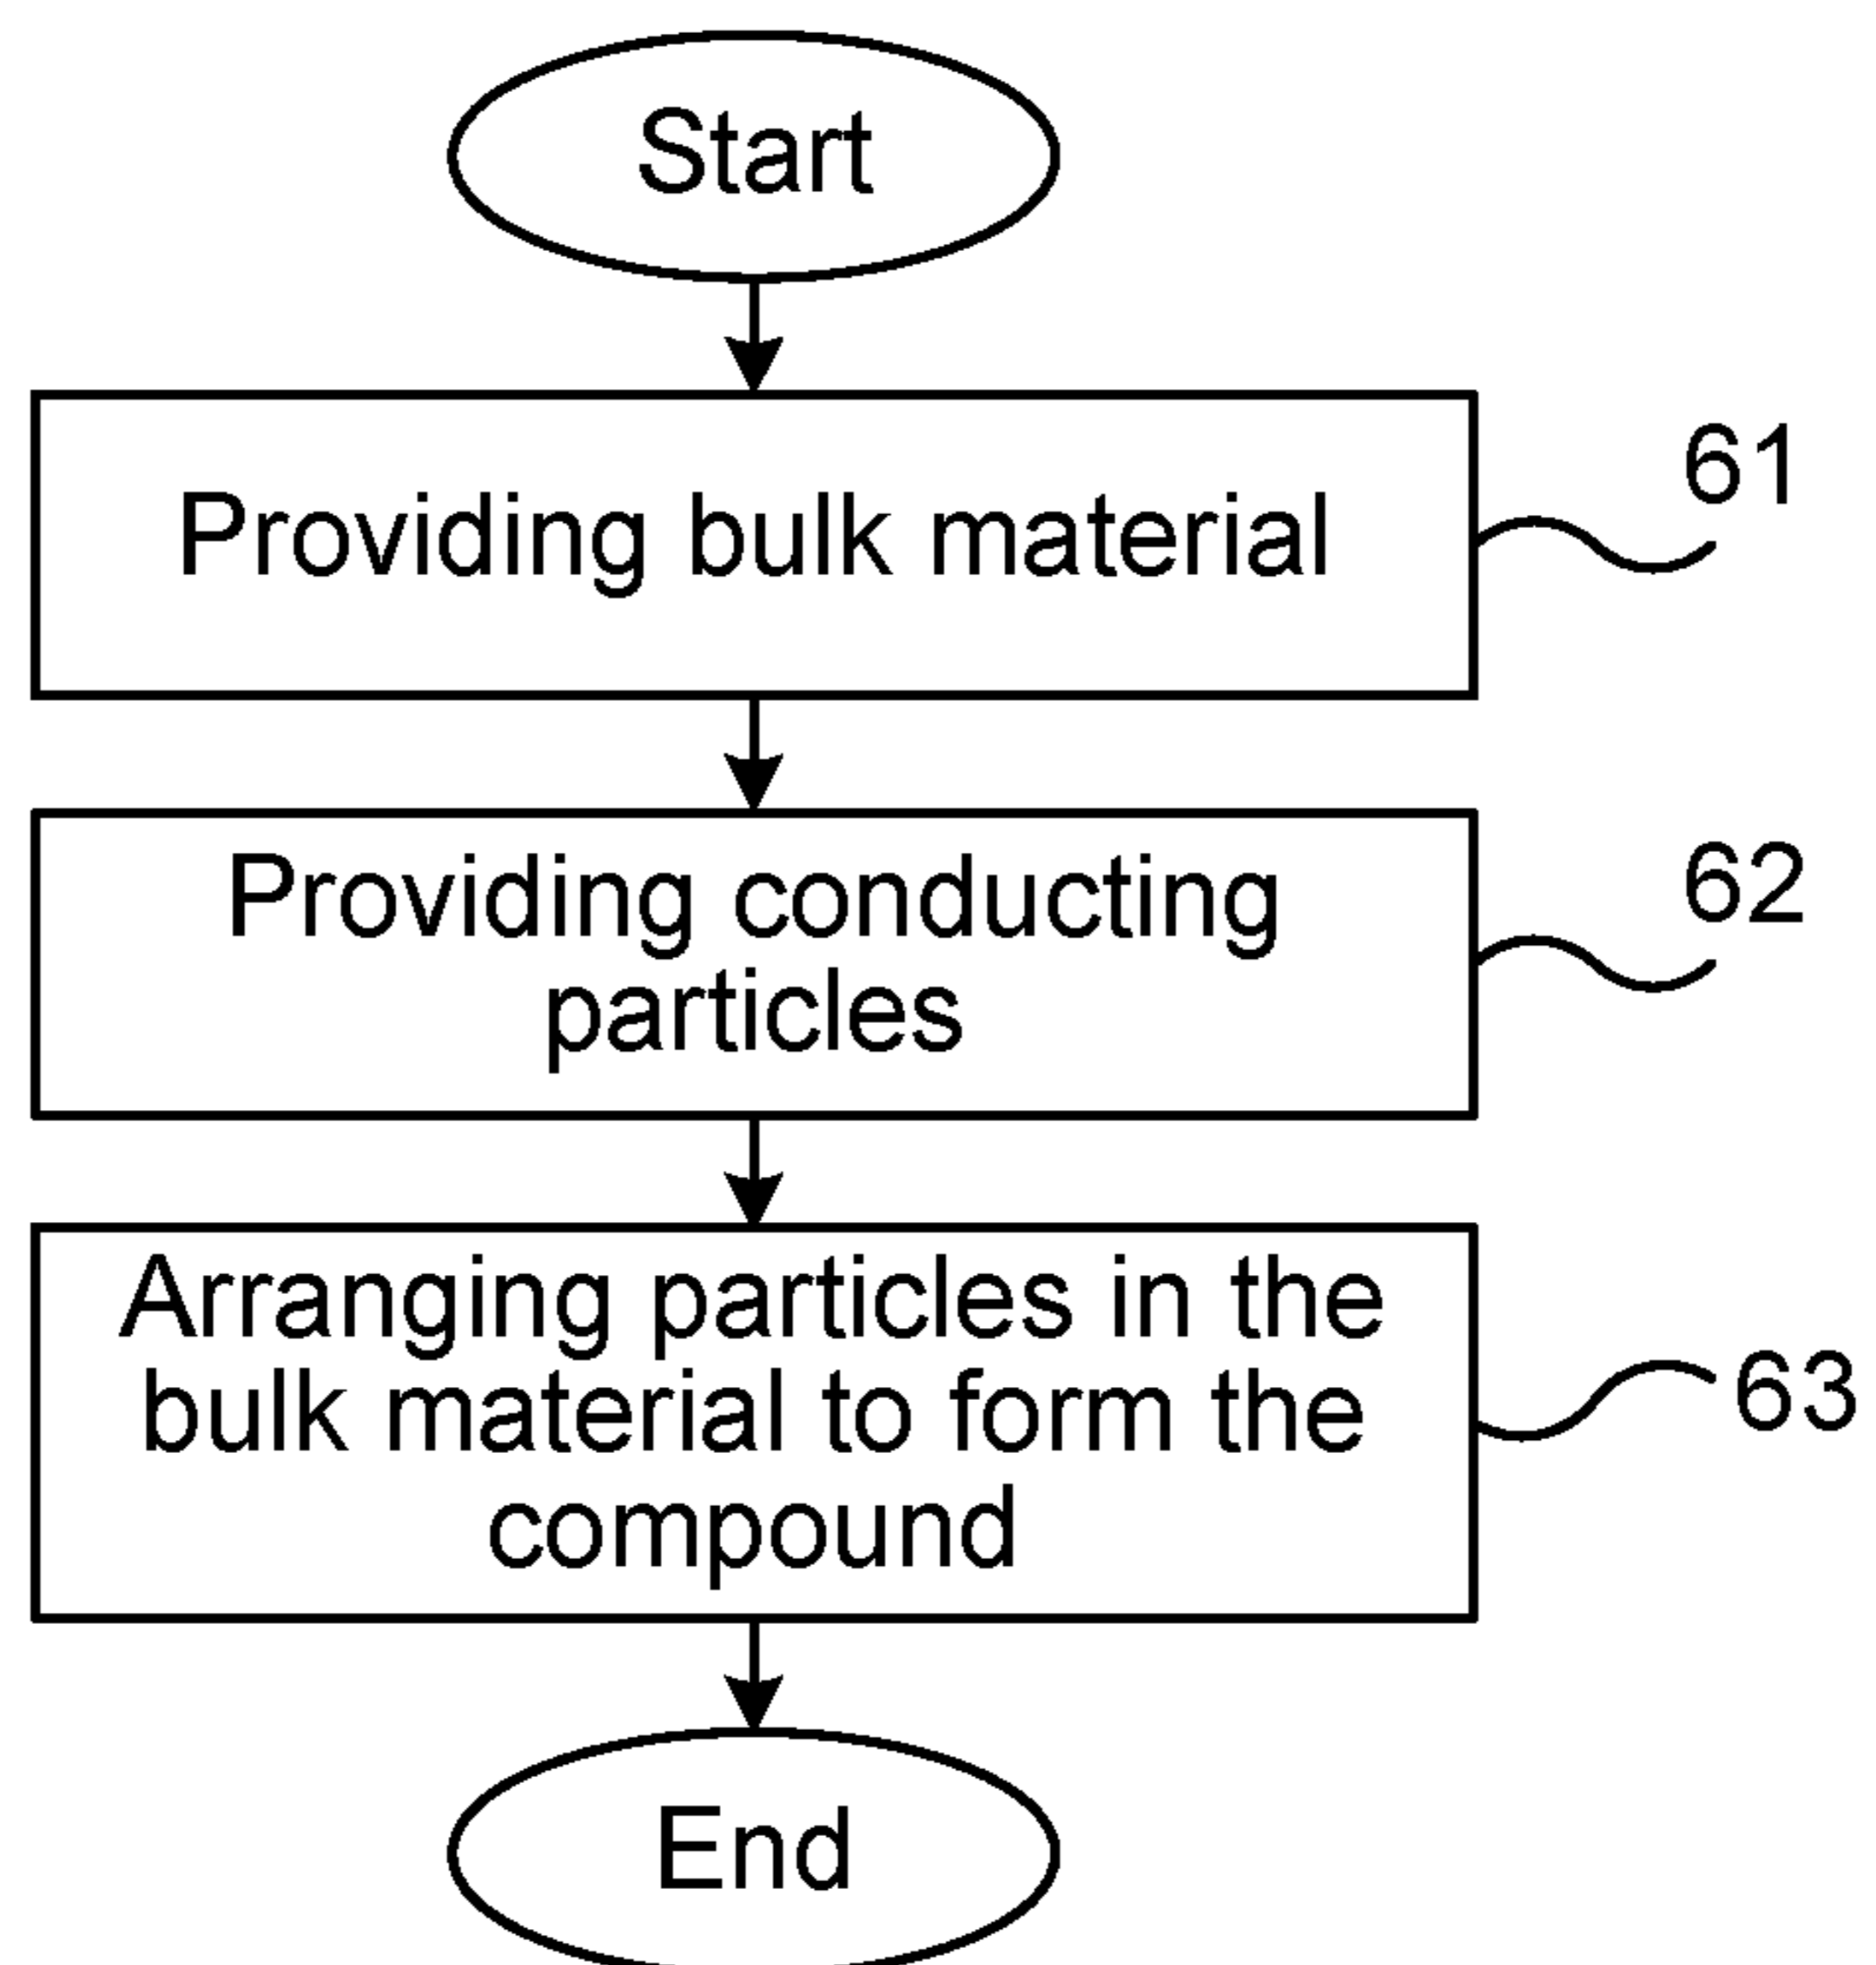 Start
Providing bulk material
61
Providing conducting
particles
62
Arranging particles in the
bulk material to form the
compound
63
End